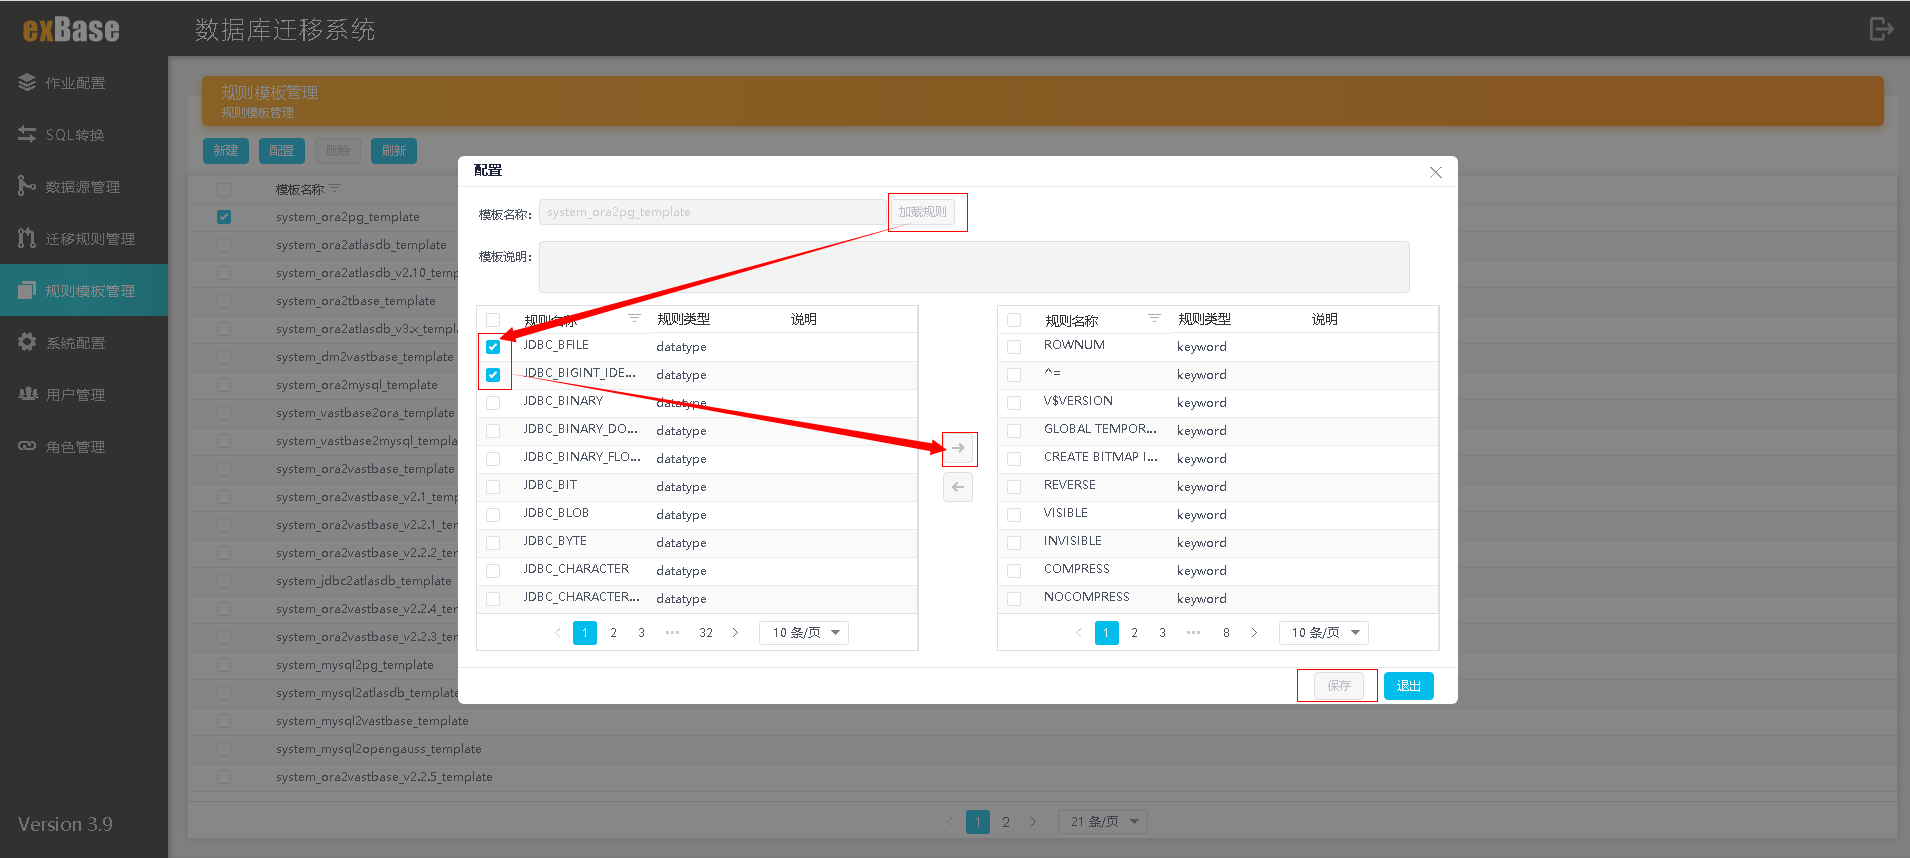 exBase
数据库迁移系统
作业配置
SQL转换
数据源管理
迁移规则管理
规则模板管理
系统配置
用户管理
角色管理
Version 3.9
规则模板管理
规则模板管理
新建 配置 删除 刷新
模板名称
system_ora2pg_template
system_ora2atlasdb_template
system_ora2atlasdb_v2.10_temp
system_ora2tbase_template
system_ora2atlasdb_v3.x_templ
system_dm2vastbase_template
system_ora2mysql_template
system_vastbase2ora_template
system_vastbase2mysql_templa
system_ora2vastbase_template
system_ora2vastbase_v2.1_temp
system_ora2vastbase_v2.2.1_ter
system_ora2vastbase_v2.2.2_ter
system_jdbc2atlasdb_template
system_ora2vastbase_v2.2.4_ter
system_ora2vastbase_v2.2.3_ter
system_mysql2pg_template
system_mysql2atlasdb_template
system_mysql2vastbase_template
system_mysql2opengauss_template
system_ora2vastbase_v2.2.5_template
1 2 21 条/页
配置
模板名称: system_ora2pg_template 加载规则
模板说明:
规则名称 规则类型 说明
JDBC_BFILE datatype
JDBC_BIGINT_IDE... datatype
JDBC_BINARY datatype
JDBC_BINARY_DO... datatype
JDBC_BINARY_FLO... datatype
JDBC_BIT datatype
JDBC_BLOB datatype
JDBC_BYTE datatype
JDBC_CHARACTER datatype
JDBC_CHARACTER... datatype
1 2 3 ··· 32 10 条/页
规则名称 规则类型 说明
ROWNUM keyword
^= keyword
V$VERSION keyword
GLOBAL TEMPOR... keyword
CREATE BITMAP I... keyword
REVERSE keyword
VISIBLE keyword
INVISIBLE keyword
COMPRESS keyword
NOCOMPRESS keyword
1 2 3 ··· 8 10 条/页
保存 退出